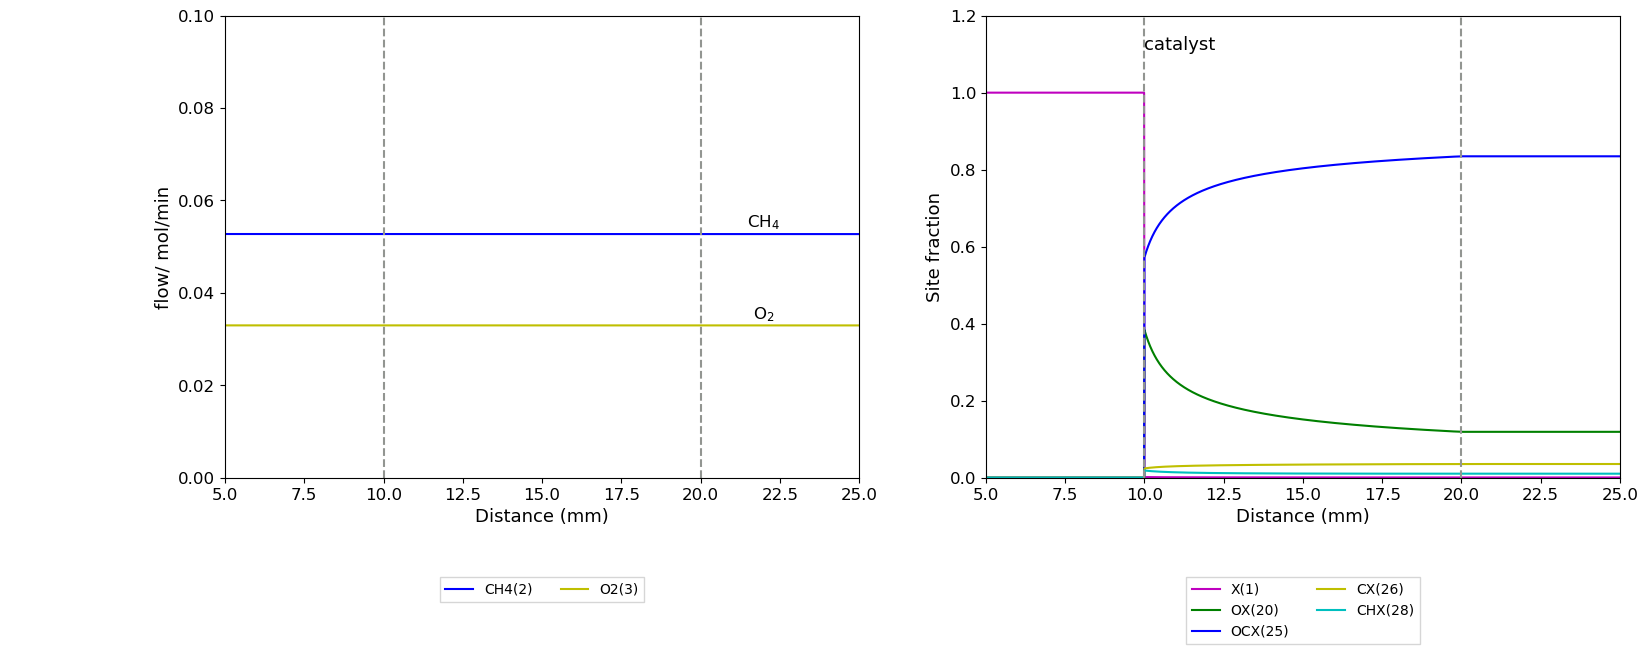 0.10
0.08
0.06
0.04
0.02
0.00
flow/ mol/min
CH4
O2
5.0 7.5 10.0 12.5 15.0 17.5 20.0 22.5 25.0
Distance (mm)
CH4(2) O2(3)
1.2
1.0
0.8
0.6
0.4
0.2
0.0
Site fraction
catalyst
5.0 7.5 10.0 12.5 15.0 17.5 20.0 22.5 25.0
Distance (mm)
X(1) CX(26)
OX(20) CHX(28)
OCX(25)